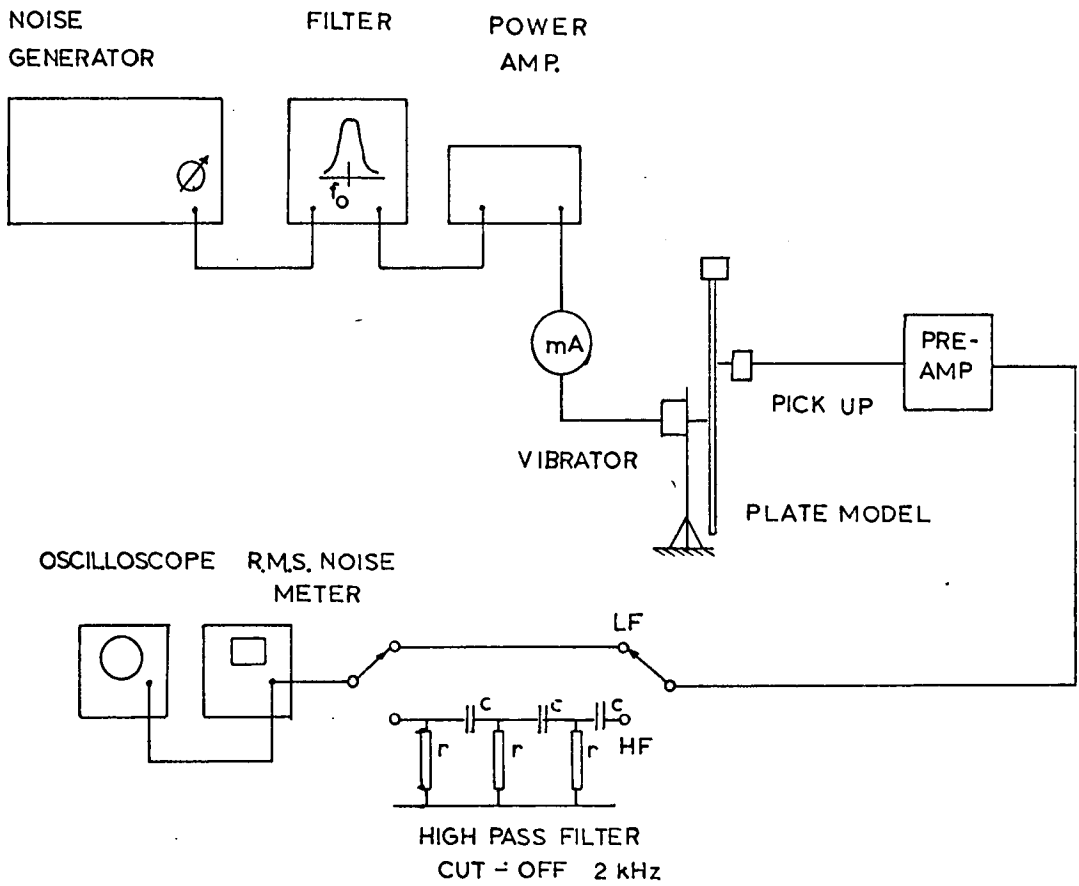 NOISE
GENERATOR
FILTER
POWER
AMP.
fo
mA
PRE-
AMP
PICK UP
VIBRATOR
PLATE MODEL
OSCILLOSCOPE
R.M.S. NOISE
METER
LF
C
C
C
r
r
r
HF
HIGH PASS FILTER
CUT - OFF 2 kHz